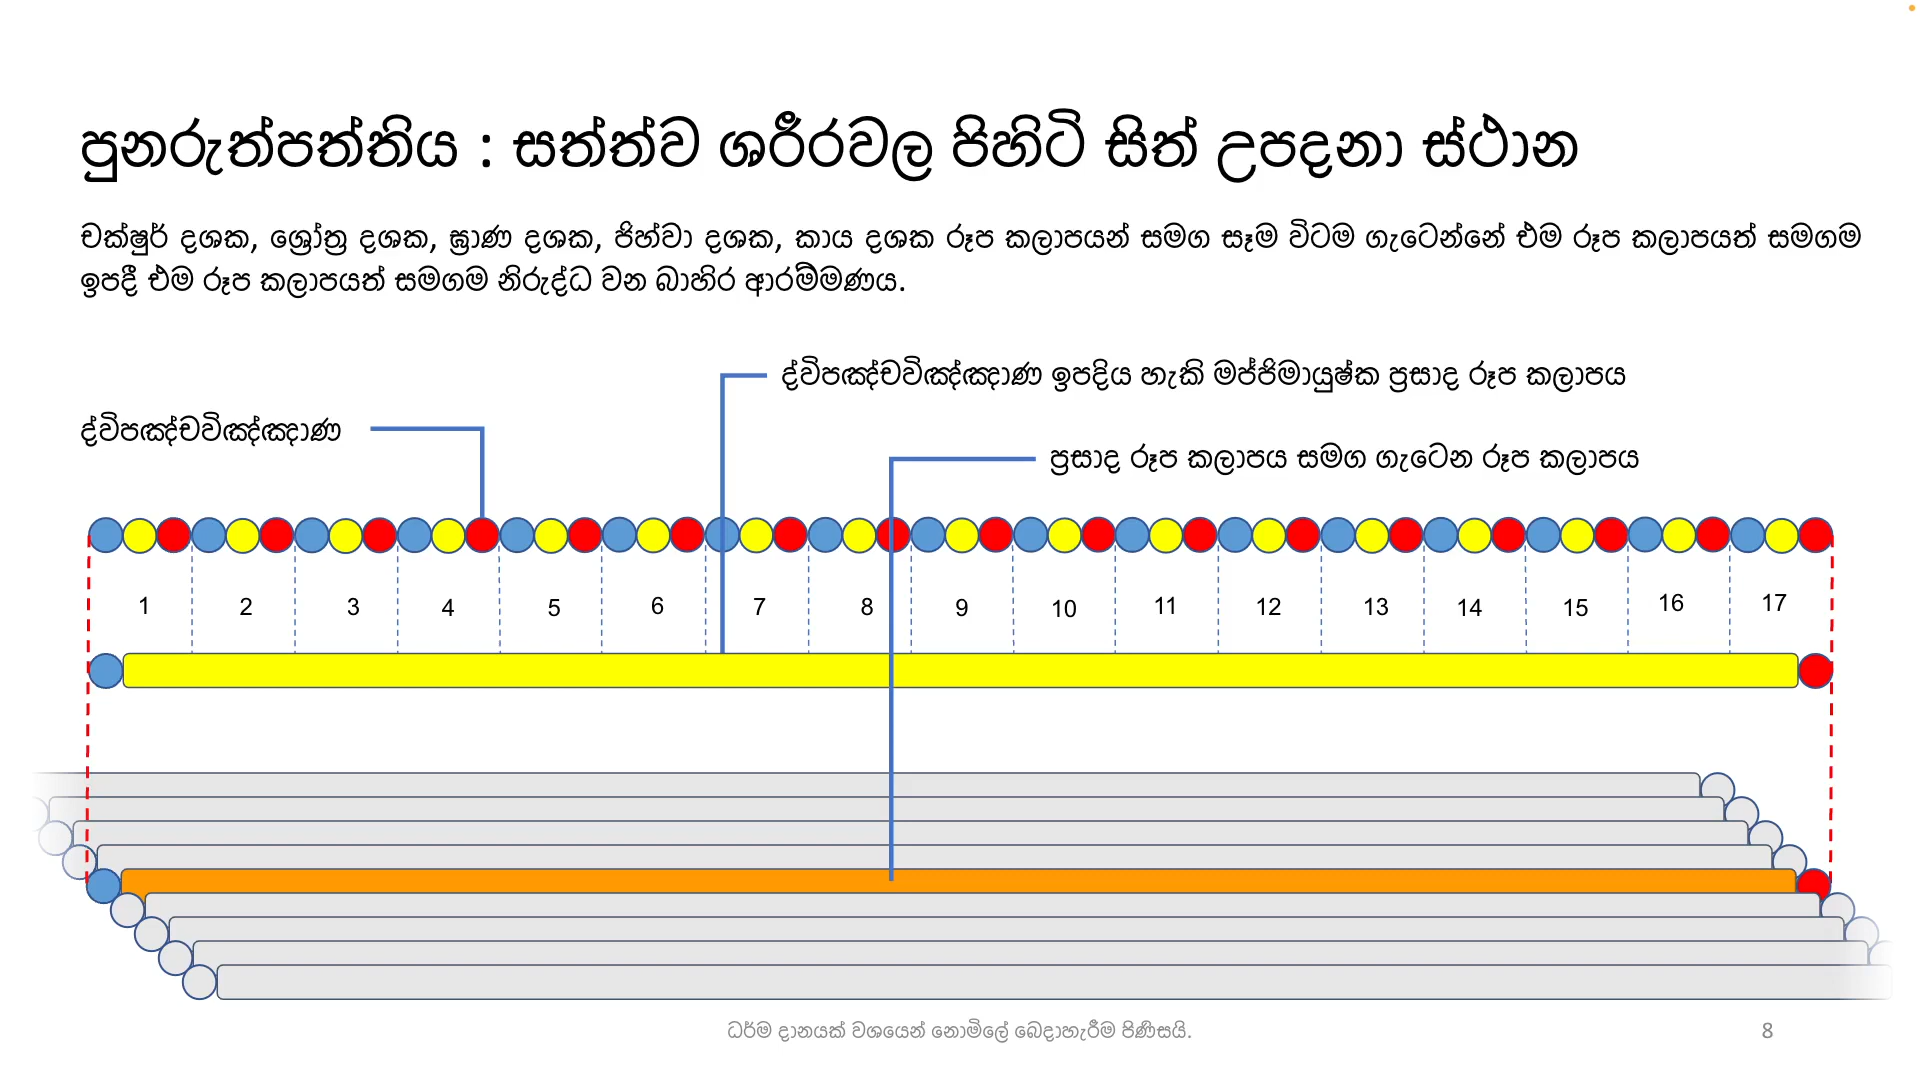 පුනරුත්පත්තිය : සත්ත්ව ශරීරවල පිහිටි සිත් උපදනා ස්ථාන
චක්ෂුර් දශක, ශ්‍රෝත්‍ර දශක, ඝ්‍රාණ දශක, ජිහ්වා දශක, කාය දශක රූප කලාපයන් සමග සෑම විටම ගැටෙන්නේ එම රූප කලාපයත් සමගම
ඉපදී එම රූප කලාපයත් සමගම නිරුද්ධ වන බාහිර ආරම්මණය.
ද්විපඤ්චවිඤ්ඤාණ ඉපදිය හැකි මජ්ජිමායුෂ්ක ප්‍රසාද රූප කලාපය
ද්විපඤ්චවිඤ්ඤාණ
ප්‍රසාද රූප කලාපය සමග ගැටෙන රූප කලාපය
1 2 3 4 5 6 7 8 9 10 11 12 13 14 15 16 17
ධර්ම දානයක් වශයෙන් නොමිලේ බෙදාහැරීම පිණිසයි.
8